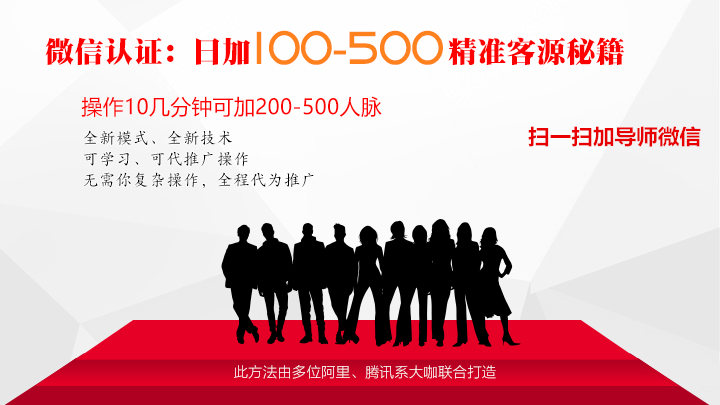 微信认证：日加100-500精准客源秘籍
操作10几分钟可加200-500人脉
全新模式、全新技术
可学习、可代推广操作
无需你复杂操作，全程代为推广
扫一扫加导师微信
此方法由多位阿里、腾讯系大咖联合打造